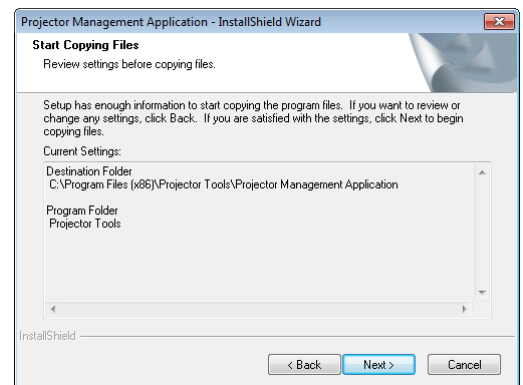 Projector Management Application - InstallShield Wizard
Start Copying Files
Review settings before copying files.
Setup has enough information to start copying the program files. If you want to review or
change any settings, click Back. If you are satisfied with the settings, click Next to begin
copying files.
Current Settings:
Destination Folder
C:\Program Files (x86)\Projector Tools\Projector Management Application
Program Folder
Projector Tools
InstallShield
< Back Next > Cancel